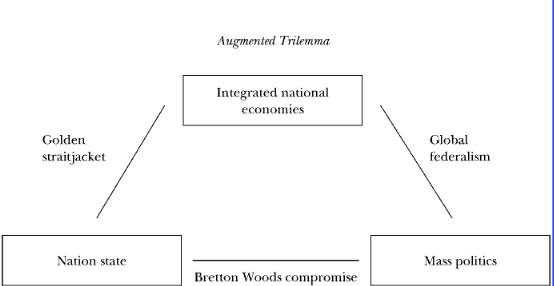 Augmented Trilemma
Integrated national
economies
Golden
straitjacket
Global
federalism
Nation state
Mass politics
Bretton Woods compromise